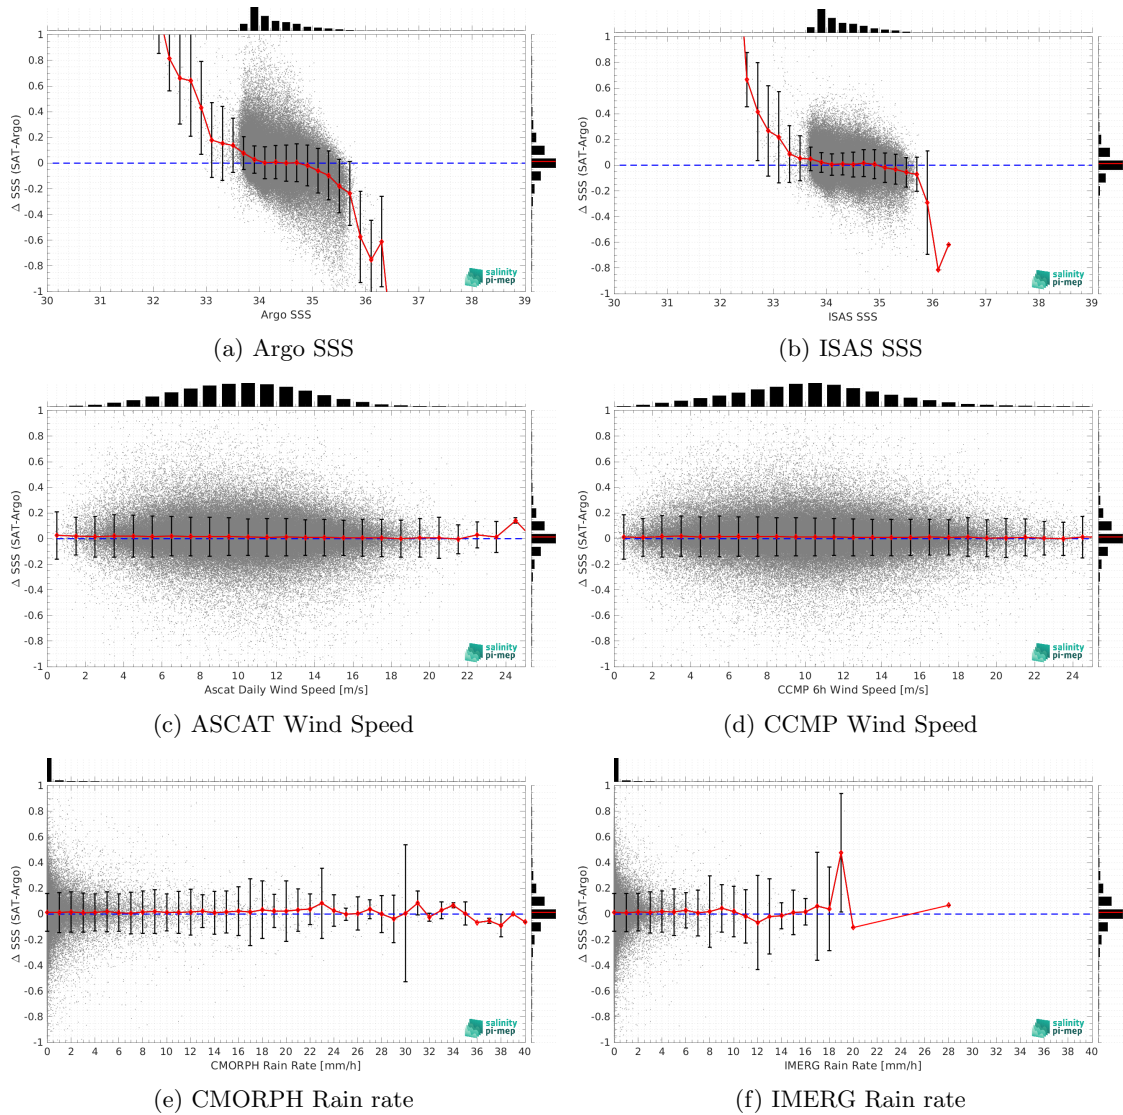 1
0.8
0.6
0.4
0.2
0
-0.2
-0.4
-0.6
-0.8
-1
Δ SSS (SAT-Argo)
30 31 32 33 34 35 36 37 38 39
Argo SSS
salinity
pi-mep
(a) Argo SSS
1
0.8
0.6
0.4
0.2
0
-0.2
-0.4
-0.6
-0.8
-1
Δ SSS (SAT-Argo)
30 31 32 33 34 35 36 37 38 39
ISAS SSS
salinity
pi-mep
(b) ISAS SSS
1
0.8
0.6
0.4
0.2
0
-0.2
-0.4
-0.6
-0.8
-1
Δ SSS (SAT-Argo)
0 2 4 6 8 10 12 14 16 18 20 22 24
Ascat Daily Wind Speed [m/s]
salinity
pi-mep
(c) ASCAT Wind Speed
1
0.8
0.6
0.4
0.2
0
-0.2
-0.4
-0.6
-0.8
-1
Δ SSS (SAT-Argo)
0 2 4 6 8 10 12 14 16 18 20 22 24
CCMP 6h Wind Speed [m/s]
salinity
pi-mep
(d) CCMP Wind Speed
1
0.8
0.6
0.4
0.2
0
-0.2
-0.4
-0.6
-0.8
-1
Δ SSS (SAT-Argo)
0 2 4 6 8 10 12 14 16 18 20 22 24 26 28 30 32 34 36 38 40
CMORPH Rain Rate [mm/h]
salinity
pi-mep
(e) CMORPH Rain rate
1
0.8
0.6
0.4
0.2
0
-0.2
-0.4
-0.6
-0.8
-1
Δ SSS (SAT-Argo)
0 2 4 6 8 10 12 14 16 18 20 22 24 26 28 30 32 34 36 38 40
IMERG Rain Rate [mm/h]
salinity
pi-mep
(f) IMERG Rain rate